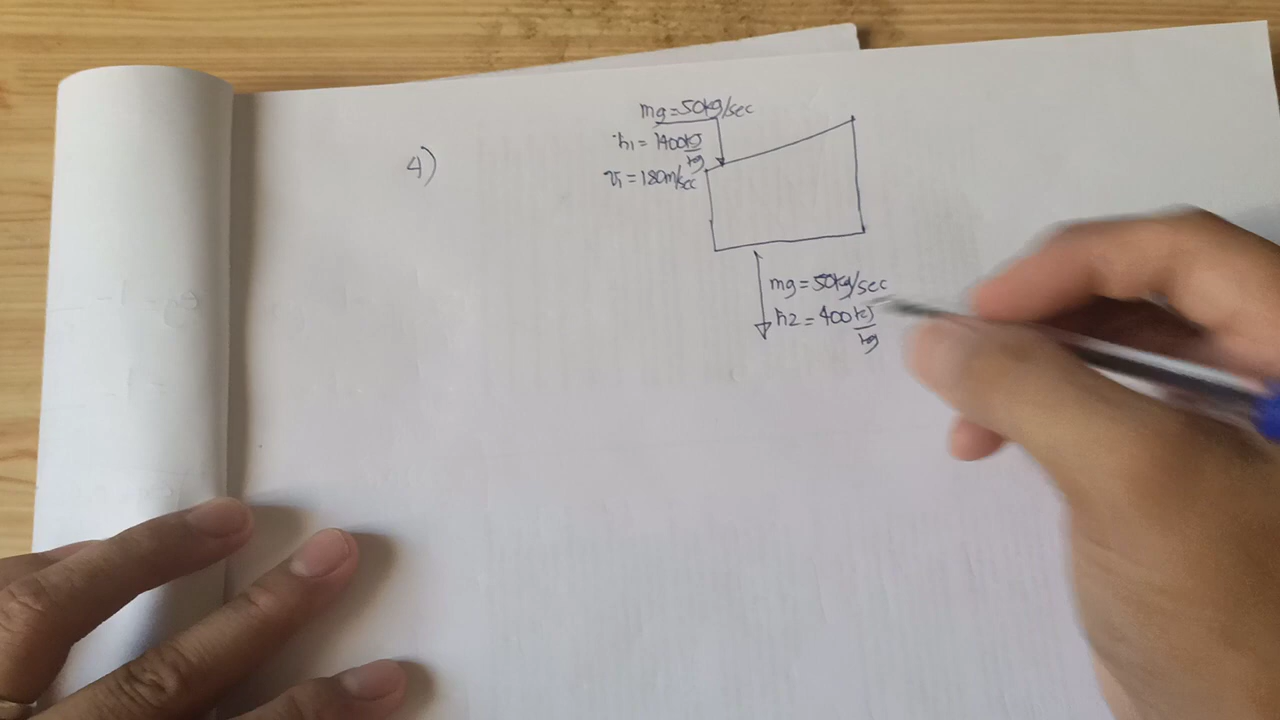 4)
mg=50kg/sec
h1=1400kJ/kg
v1=180m/sec
mg=50kg/sec
h2=400kJ/kg